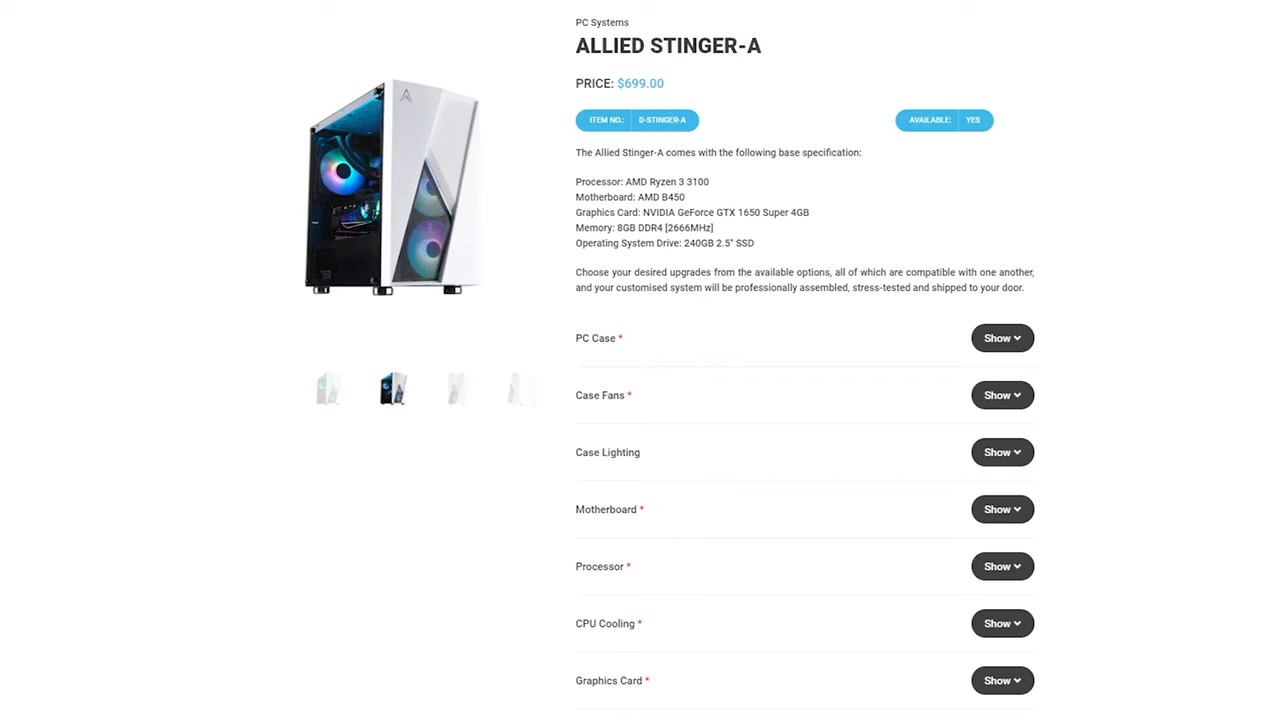 PC Systems
ALLIED STINGER-A
PRICE: $699.00
ITEM NO.: D-STINGER-A
AVAILABLE: YES
The Allied Stinger-A comes with the following base specification:
Processor: AMD Ryzen 3 3100
Motherboard: AMD B450
Graphics Card: NVIDIA GeForce GTX 1650 Super 4GB
Memory: 8GB DDR4 [2666MHz]
Operating System Drive: 240GB 2.5" SSD
Choose your desired upgrades from the available options, all of which are compatible with one another,
and your customised system will be professionally assembled, stress-tested and shipped to your door.
PC Case *
Show
Case Fans *
Show
Case Lighting
Show
Motherboard *
Show
Processor *
Show
CPU Cooling *
Show
Graphics Card *
Show